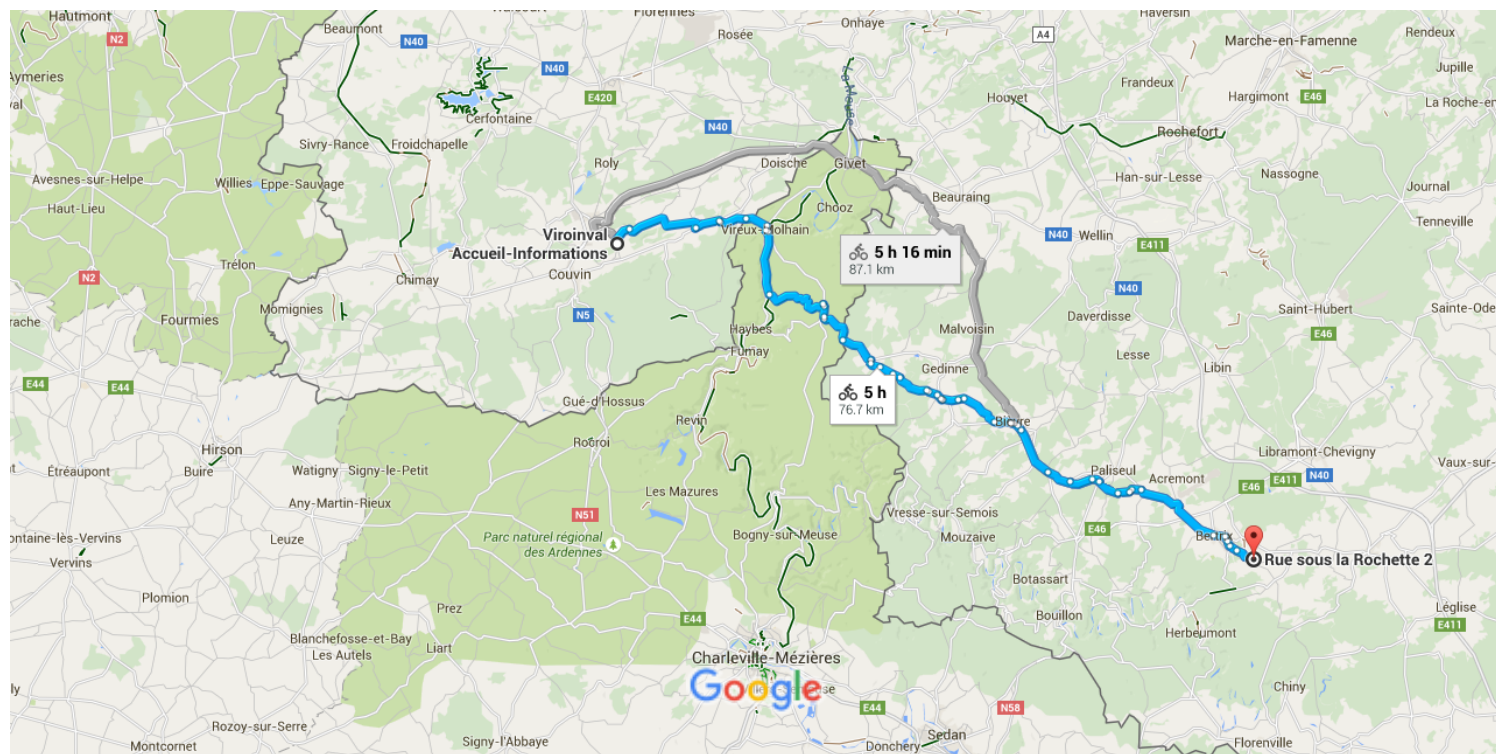 Hautmont
N2
Beaumont
N40
Florennes
Rosée
Onhaye
A4
Haversin
Marche-en-Famenne
Rendeux
Aymeries
N40
E420
La Meuse
Frandeux
Jupille
Hargimont
E46
Houyet
La Roche-en-
Cerfontaine
N40
Rochefort
Sivry-Rance
Froidchapelle
Roly
Doische
Givet
Avesnes-sur-Helpe
Willies
Eppe-Sauvage
Beauraing
Han-sur-Lesse
Nassogne
Journal
Haut-Lieu
Chooz
Tenneville
Viroinval
Accueil-Informations
Vireux-Molhain
N40
Wellin
E411
5 h 16 min
87.1 km
Trélon
N2
Chimay
Couvin
N40
Momignies
Fourmies
N5
Saint-Hubert
Sainte-Ode
Daverdisse
Haybes
Malvoisin
E46
Fumay
Lesse
Libin
Gedinne
E44
E44
5 h
76.7 km
Gué-d'Hossus
Revin
Bièvre
Rocroi
Hirson
Buire
Étréaupont
Watigny
Signy-le-Petit
Libramont-Chevigny
Vaux-sur-
Paliseul
Acremont
E411
N40
E46
Any-Martin-Rieux
Les Mazures
N51
Vresse-sur-Semois
E46
Bogny-sur-Meuse
Parc naturel régional
des Ardennes
Mouzaive
Bertrix
Leuze
Vervins
Rue sous la Rochette 2
Botassart
Plomion
Prez
Bouillon
Léglise
E44
E411
Herbeumont
Blanchefosse-et-Bay
Les Autels
Liart
Charleville-Mézières
Google
Chiny
E44
N58
Rozoy-sur-Serre
Sedan
Montcornet
Signy-l'Abbaye
Donchery
Florenville